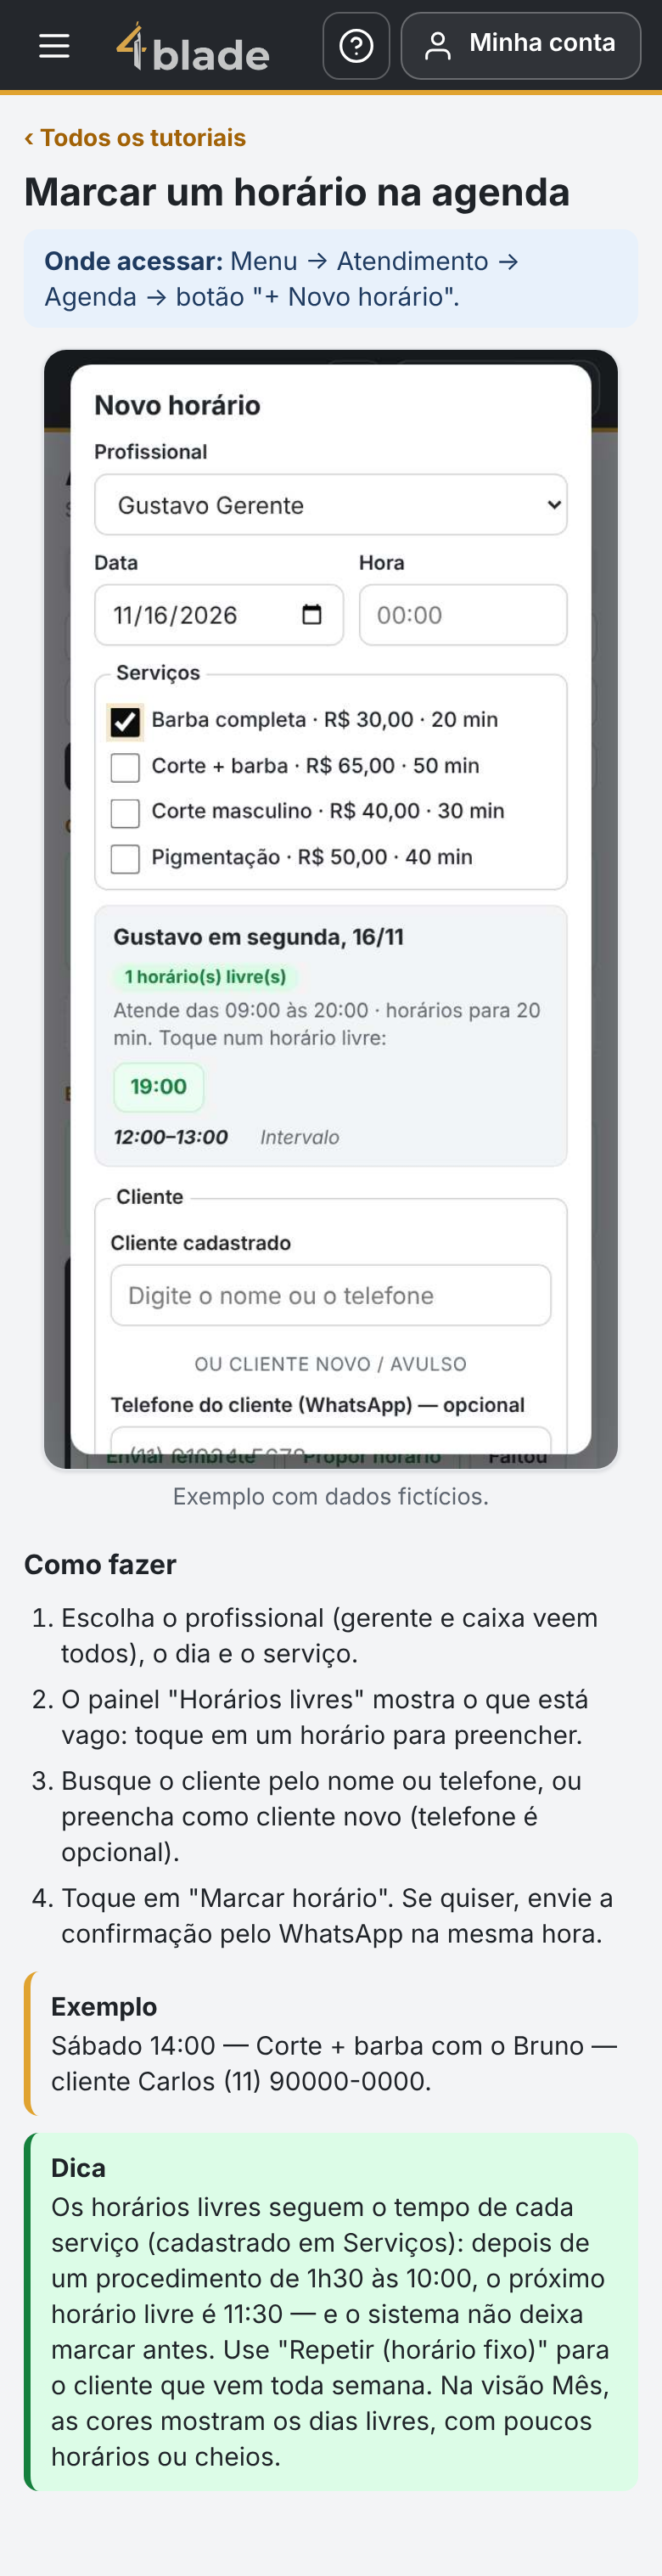 4blade
Minha conta
‹ Todos os tutoriais
Marcar um horário na agenda
Onde acessar: Menu → Atendimento →
Agenda → botão "+ Novo horário".
Novo horário
Profissional
Gustavo Gerente
Data
Hora
11/16/2026
00:00
Serviços
Barba completa · R$ 30,00 · 20 min
Corte + barba · R$ 65,00 · 50 min
Corte masculino · R$ 40,00 · 30 min
Pigmentação · R$ 50,00 · 40 min
Gustavo em segunda, 16/11
1 horário(s) livre(s)
Atende das 09:00 às 20:00 · horários para 20
min. Toque num horário livre:
19:00
12:00–13:00 Intervalo
Cliente
Cliente cadastrado
Digite o nome ou o telefone
OU CLIENTE NOVO / AVULSO
Telefone do cliente (WhatsApp) — opcional
Enviar lembrete
Propor horário
Faltou
Exemplo com dados fictícios.
Como fazer
1. Escolha o profissional (gerente e caixa veem
todos), o dia e o serviço.
2. O painel "Horários livres" mostra o que está
vago: toque em um horário para preencher.
3. Busque o cliente pelo nome ou telefone, ou
preencha como cliente novo (telefone é
opcional).
4. Toque em "Marcar horário". Se quiser, envie a
confirmação pelo WhatsApp na mesma hora.
Exemplo
Sábado 14:00 — Corte + barba com o Bruno —
cliente Carlos (11) 90000-0000.
Dica
Os horários livres seguem o tempo de cada
serviço (cadastrado em Serviços): depois de
um procedimento de 1h30 às 10:00, o próximo
horário livre é 11:30 — e o sistema não deixa
marcar antes. Use "Repetir (horário fixo)" para
o cliente que vem toda semana. Na visão Mês,
as cores mostram os dias livres, com poucos
horários ou cheios.